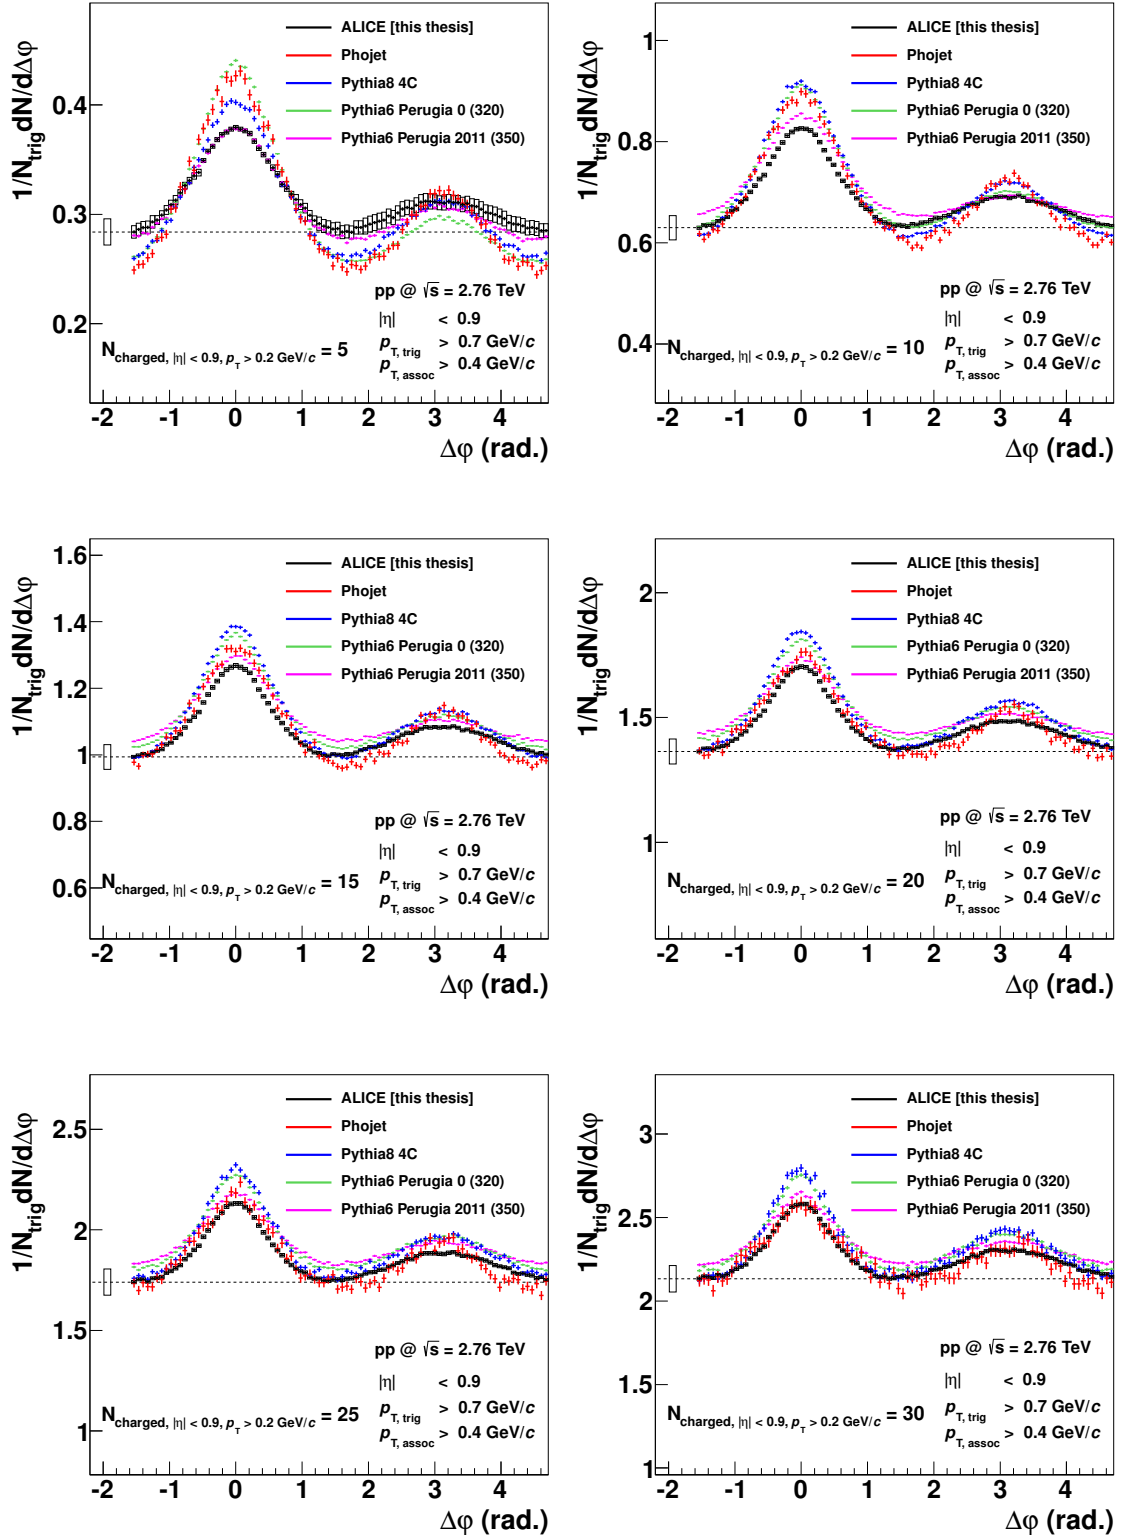 1/N_trig dN/dΔφ
ALICE [this thesis]
Phojet
Pythia8 4C
Pythia6 Perugia 0 (320)
Pythia6 Perugia 2011 (350)
0.4
0.3
0.2
pp @ √s = 2.76 TeV
|η| < 0.9
p_T, trig > 0.7 GeV/c
p_T, assoc > 0.4 GeV/c
N_charged, |η| < 0.9, p_T > 0.2 GeV/c = 5
-2 -1 0 1 2 3 4
Δφ (rad.)
1/N_trig dN/dΔφ
ALICE [this thesis]
Phojet
Pythia8 4C
Pythia6 Perugia 0 (320)
Pythia6 Perugia 2011 (350)
1
0.8
0.6
0.4
pp @ √s = 2.76 TeV
|η| < 0.9
p_T, trig > 0.7 GeV/c
p_T, assoc > 0.4 GeV/c
N_charged, |η| < 0.9, p_T > 0.2 GeV/c = 10
-2 -1 0 1 2 3 4
Δφ (rad.)
1/N_trig dN/dΔφ
ALICE [this thesis]
Phojet
Pythia8 4C
Pythia6 Perugia 0 (320)
Pythia6 Perugia 2011 (350)
1.6
1.4
1.2
1
0.8
0.6
pp @ √s = 2.76 TeV
|η| < 0.9
p_T, trig > 0.7 GeV/c
p_T, assoc > 0.4 GeV/c
N_charged, |η| < 0.9, p_T > 0.2 GeV/c = 15
-2 -1 0 1 2 3 4
Δφ (rad.)
1/N_trig dN/dΔφ
ALICE [this thesis]
Phojet
Pythia8 4C
Pythia6 Perugia 0 (320)
Pythia6 Perugia 2011 (350)
2
1.5
1
pp @ √s = 2.76 TeV
|η| < 0.9
p_T, trig > 0.7 GeV/c
p_T, assoc > 0.4 GeV/c
N_charged, |η| < 0.9, p_T > 0.2 GeV/c = 20
-2 -1 0 1 2 3 4
Δφ (rad.)
1/N_trig dN/dΔφ
ALICE [this thesis]
Phojet
Pythia8 4C
Pythia6 Perugia 0 (320)
Pythia6 Perugia 2011 (350)
2.5
2
1.5
1
pp @ √s = 2.76 TeV
|η| < 0.9
p_T, trig > 0.7 GeV/c
p_T, assoc > 0.4 GeV/c
N_charged, |η| < 0.9, p_T > 0.2 GeV/c = 25
-2 -1 0 1 2 3 4
Δφ (rad.)
1/N_trig dN/dΔφ
ALICE [this thesis]
Phojet
Pythia8 4C
Pythia6 Perugia 0 (320)
Pythia6 Perugia 2011 (350)
3
2.5
2
1.5
1
pp @ √s = 2.76 TeV
|η| < 0.9
p_T, trig > 0.7 GeV/c
p_T, assoc > 0.4 GeV/c
N_charged, |η| < 0.9, p_T > 0.2 GeV/c = 30
-2 -1 0 1 2 3 4
Δφ (rad.)